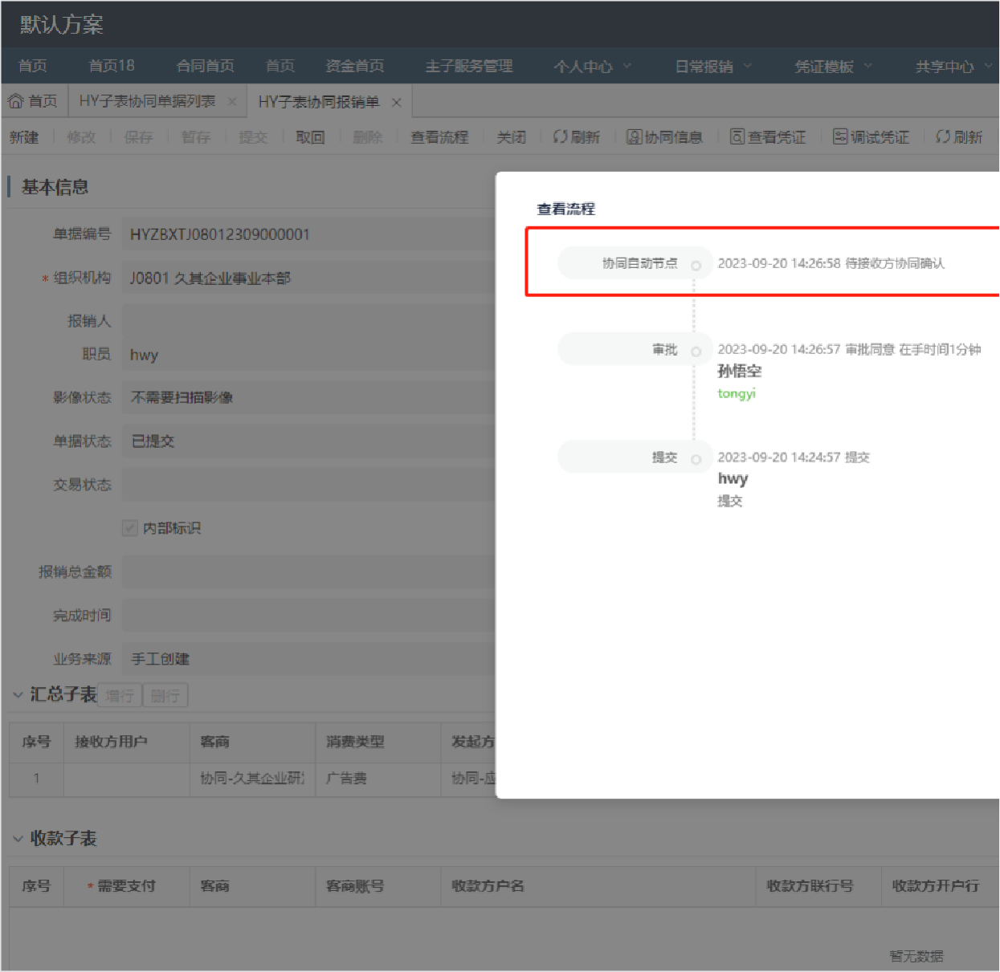 默认方案
首页 首页18 合同首页 首页 资金首页 主子服务管理 个人中心 日常报销 凭证模板 共享中心
首页 HY子表协同单据列表 HY子表协同报销单
新建 修改 保存 暂存 提交 取回 删除 查看流程 关闭 刷新 协同信息 查看凭证 调试凭证 刷新
基本信息
查看流程
单据编号 HYZBXTJ08012309000001
协同自动节点 2023-09-20 14:26:58 待接收方协同确认
* 组织机构 J0801 久其企业事业本部
报销人
职员 hwy
审批 2023-09-20 14:26:57 审批同意 在手时间1分钟
孙悟空
tongyi
影像状态 不需要扫描影像
单据状态 已提交
提交 2023-09-20 14:24:57 提交
hwy
提交
交易状态
内部标识
报销总金额
完成时间
业务来源 手工创建
汇总子表 增行 删行
序号 接收方用户 客商 消费类型 发起方
1 协同-久其企业研 广告费 协同-应
收款子表
序号 * 需要支付 客商 客商账号 收款方户名 收款方联行号 收款方开户行
暂无数据